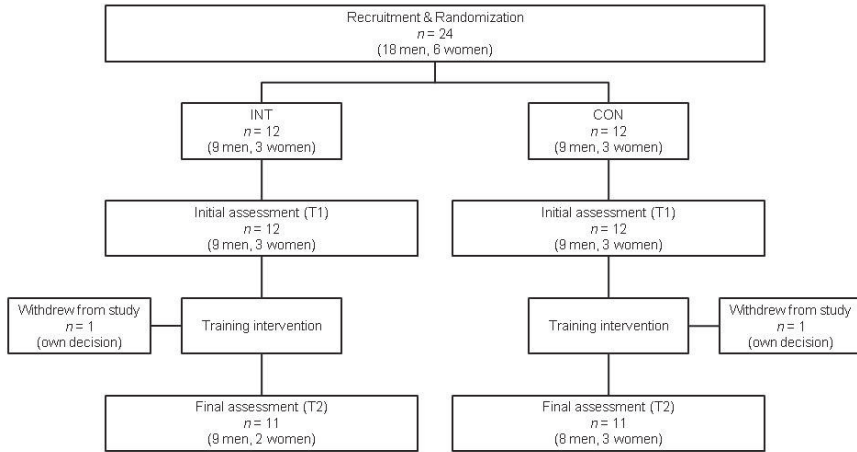 Recruitment & Randomization
n = 24
(18 men, 6 women)
INT
n = 12
(9 men, 3 women)
CON
n = 12
(9 men, 3 women)
Initial assessment (T1)
n = 12
(9 men, 3 women)
Initial assessment (T1)
n = 12
(9 men, 3 women)
Withdrew from study
n = 1
(own decision)
Training intervention
Training intervention
Withdrew from study
n = 1
(own decision)
Final assessment (T2)
n = 11
(9 men, 2 women)
Final assessment (T2)
n = 11
(8 men, 3 women)